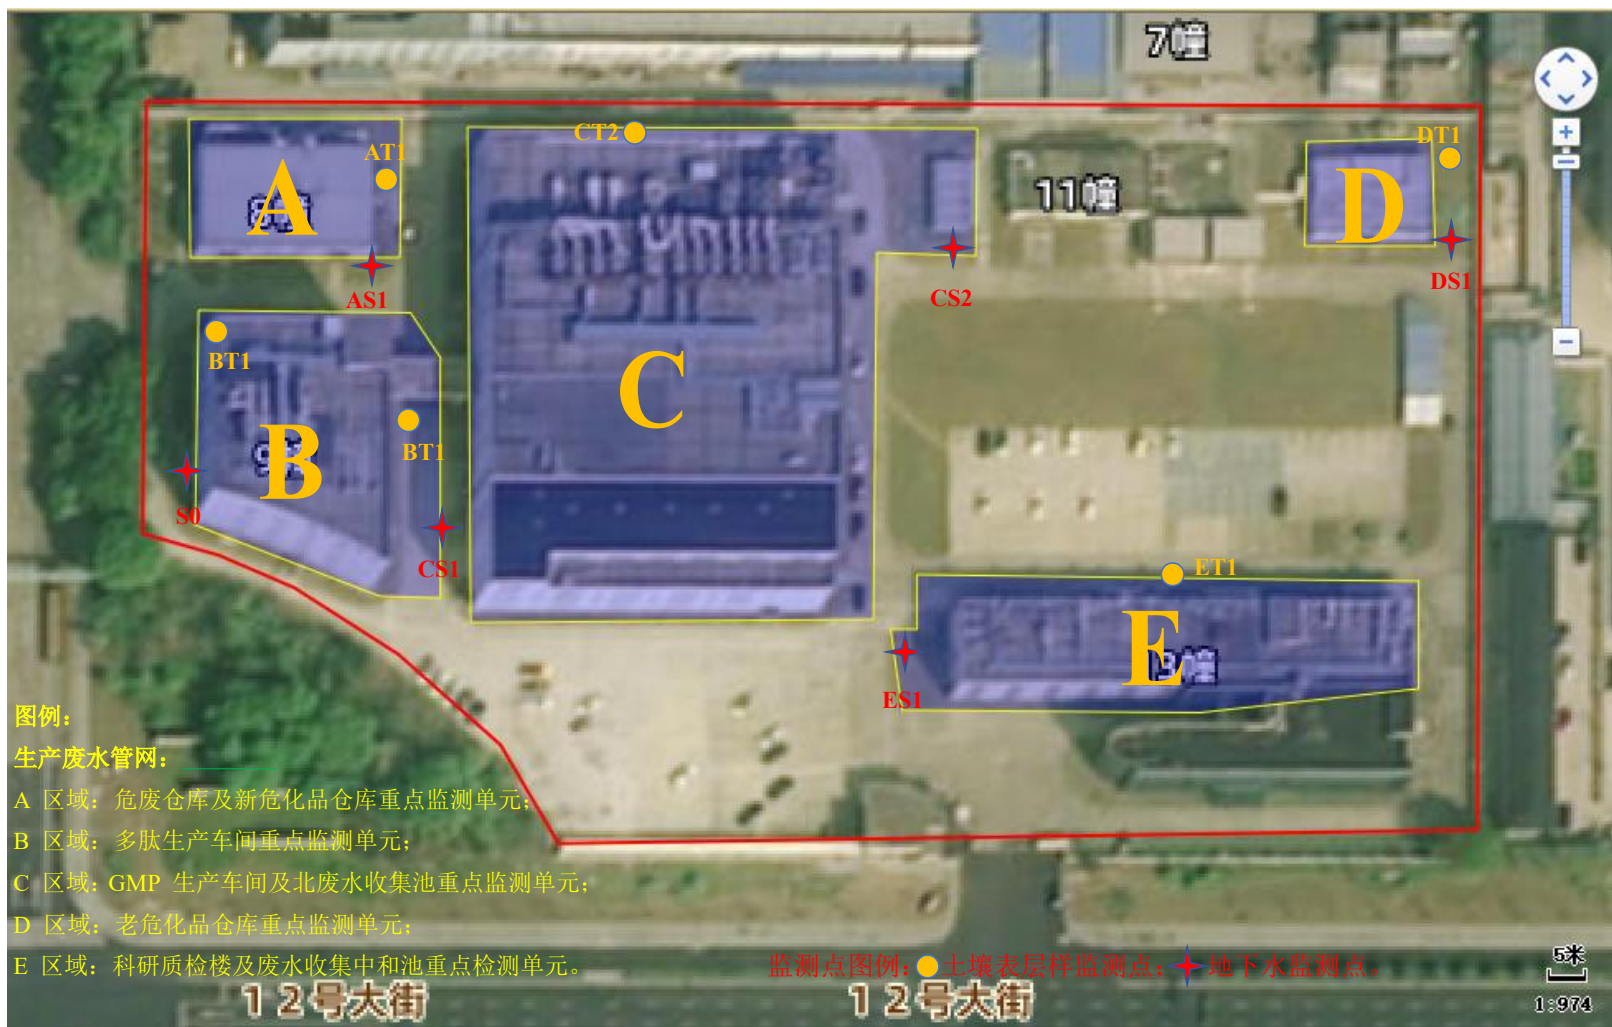 7幢
CT2
AT1
DT1
A
D
11幢
AS1
CS2
DS1
BT1
C
BT1
B
S0
CS1
ET1
E
13幢
ES1
图例：
生产废水管网：
A 区域：危废仓库及新危化品仓库重点监测单元；
B 区域：多肽生产车间重点监测单元；
C 区域：GMP 生产车间及北废水收集池重点监测单元；
D 区域：老危化品仓库重点监测单元；
E 区域：科研质检楼及废水收集中和池重点检测单元。
监测点图例：土壤表层样监测点；地下水监测点。
5米
12号大街 12号大街
1:974